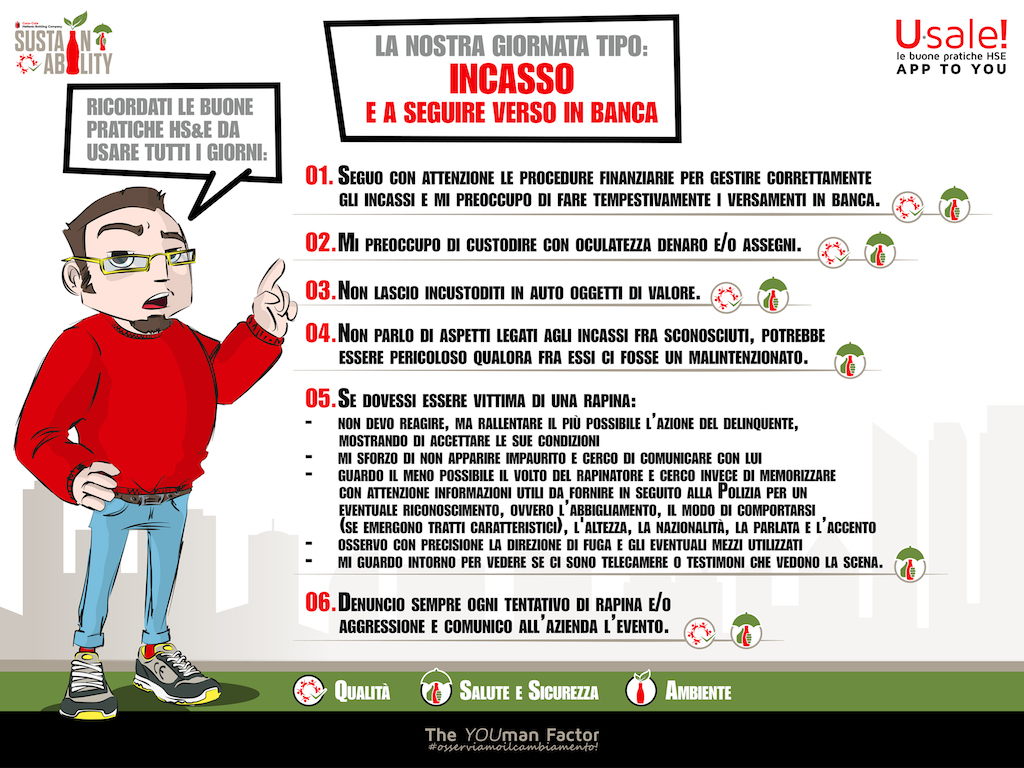 Coca-Cola
Hellenic Bottling Company
SUSTAIN
ABILITY
U·sale!
le buone pratiche HSE
APP TO YOU
LA NOSTRA GIORNATA TIPO:
INCASSO
E A SEGUIRE VERSO IN BANCA
RICORDATI LE BUONE
PRATICHE HS&E DA
USARE TUTTI I GIORNI:
01. SEGUO CON ATTENZIONE LE PROCEDURE FINANZIARIE PER GESTIRE CORRETTAMENTE
GLI INCASSI E MI PREOCCUPO DI FARE TEMPESTIVAMENTE I VERSAMENTI IN BANCA.
02. MI PREOCCUPO DI CUSTODIRE CON OCULATEZZA DENARO E/O ASSEGNI.
03. NON LASCIO INCUSTODITI IN AUTO OGGETTI DI VALORE.
04. NON PARLO DI ASPETTI LEGATI AGLI INCASSI FRA SCONOSCIUTI, POTREBBE
ESSERE PERICOLOSO QUALORA FRA ESSI CI FOSSE UN MALINTENZIONATO.
05. SE DOVESSI ESSERE VITTIMA DI UNA RAPINA:
- NON DEVO REAGIRE, MA RALLENTARE IL PIÙ POSSIBILE L'AZIONE DEL DELINQUENTE,
MOSTRANDO DI ACCETTARE LE SUE CONDIZIONI
- MI SFORZO DI NON APPARIRE IMPAURITO E CERCO DI COMUNICARE CON LUI
- GUARDO IL MENO POSSIBILE IL VOLTO DEL RAPINATORE E CERCO INVECE DI MEMORIZZARE
CON ATTENZIONE INFORMAZIONI UTILI DA FORNIRE IN SEGUITO ALLA POLIZIA PER UN
EVENTUALE RICONOSCIMENTO, OVVERO L'ABBIGLIAMENTO, IL MODO DI COMPORTARSI
(SE EMERGONO TRATTI CARATTERISTICI), L'ALTEZZA, LA NAZIONALITÀ, LA PARLATA E L'ACCENTO
- OSSERVO CON PRECISIONE LA DIREZIONE DI FUGA E GLI EVENTUALI MEZZI UTILIZZATI
- MI GUARDO INTORNO PER VEDERE SE CI SONO TELECAMERE O TESTIMONI CHE VEDONO LA SCENA.
06. DENUNCIO SEMPRE OGNI TENTATIVO DI RAPINA E/O
AGGRESSIONE E COMUNICO ALL'AZIENDA L'EVENTO.
QUALITÀ
SALUTE E SICUREZZA
AMBIENTE
The YOUman Factor
#osserviamoilcambiamento!